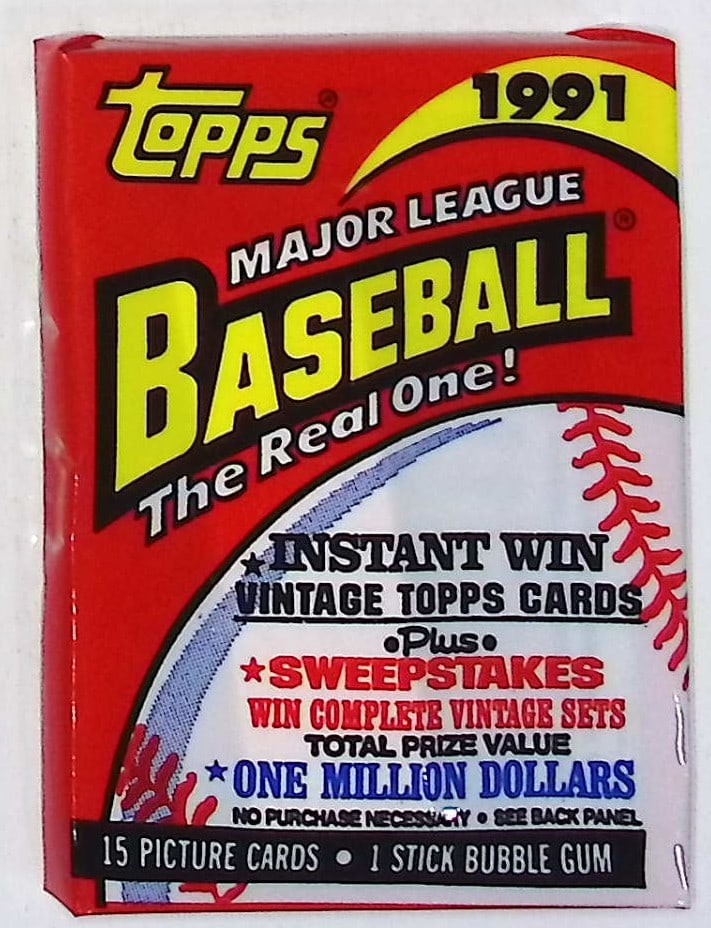 Topps®
1991
MAJOR LEAGUE
BASEBALL®
The Real One!
★INSTANT WIN
VINTAGE TOPPS CARDS
•Plus•
★SWEEPSTAKES
WIN COMPLETE VINTAGE SETS
TOTAL PRIZE VALUE
★ONE MILLION DOLLARS
NO PURCHASE NECESSARY • SEE BACK PANEL
15 PICTURE CARDS • 1 STICK BUBBLE GUM